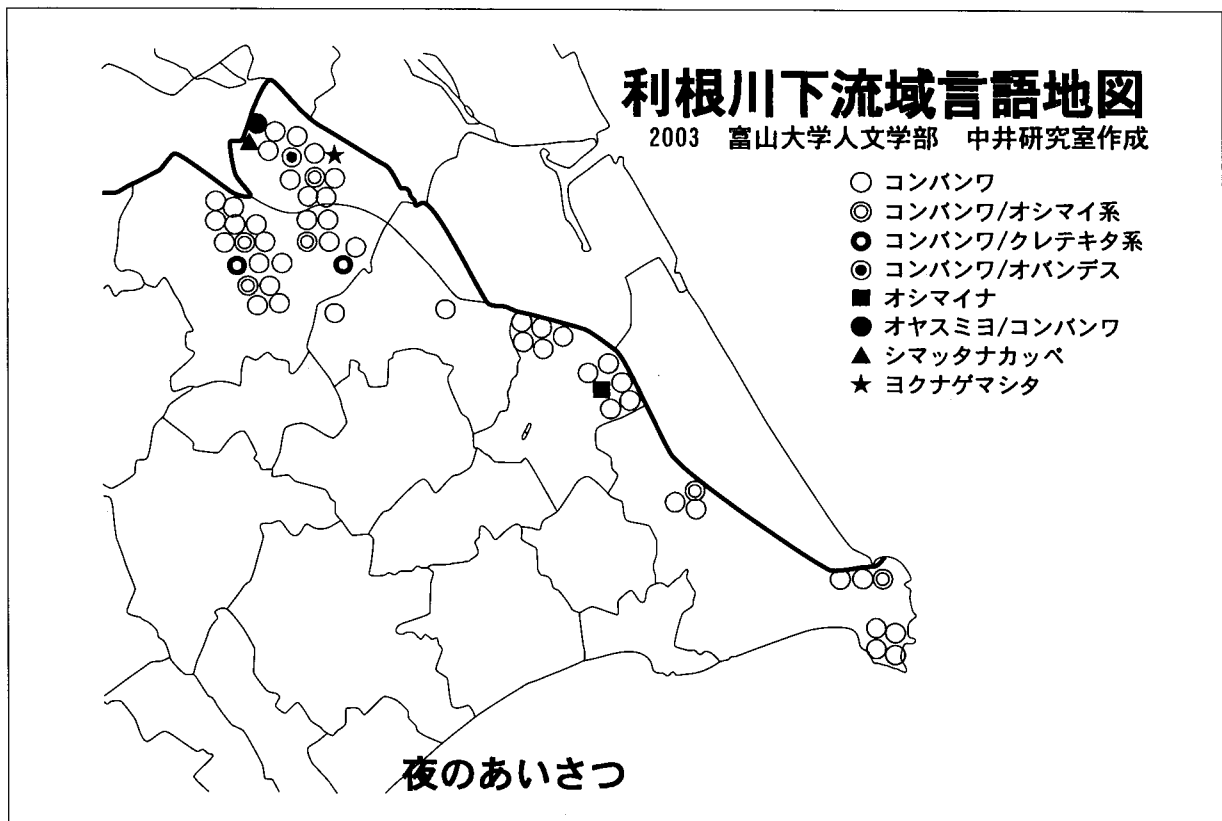 利根川下流域言語地図
2003 富山大学人文学部 中井研究室作成
コンバンワ
コンバンワ/オシマイ系
コンバンワ/クレテキタ系
コンバンワ/オバンデス
オシマイナ
オヤスミヨ/コンバンワ
シマッタナカッペ
ヨクナゲマシタ
夜のあいさつ